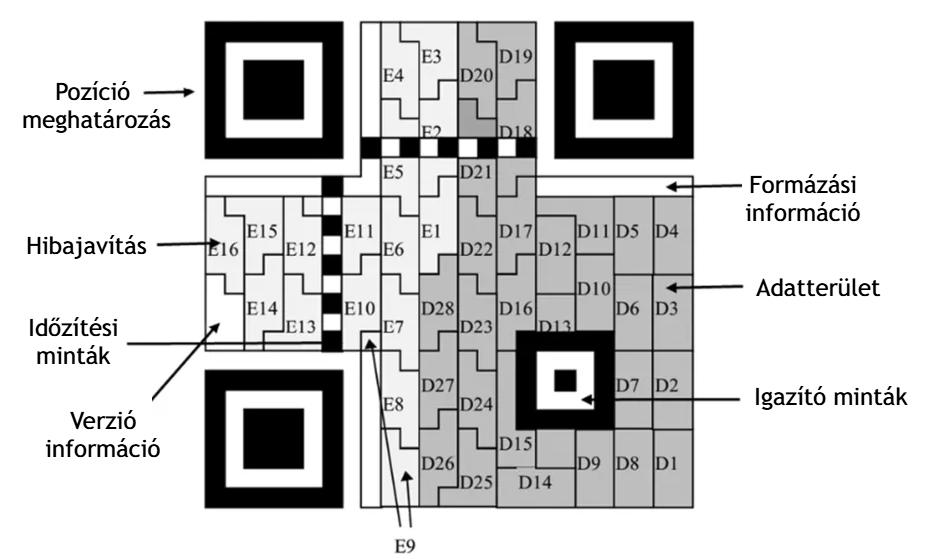 E3
D19
E4
D20
Pozíció
meghatározás
E2
D18
E5
D21
Formázási
információ
E16
E15
E12
E11
E6
E1
D22
D17
D12
D11
D5
D4
Hibajavítás
Adatterület
E14
E13
E10
E7
D28
D23
D16
D13
D10
D6
D3
Időzítési
minták
E8
D27
D24
D7
D2
Igazító minták
Verzió
információ
D26
D25
D15
D14
D9
D8
D1
E9